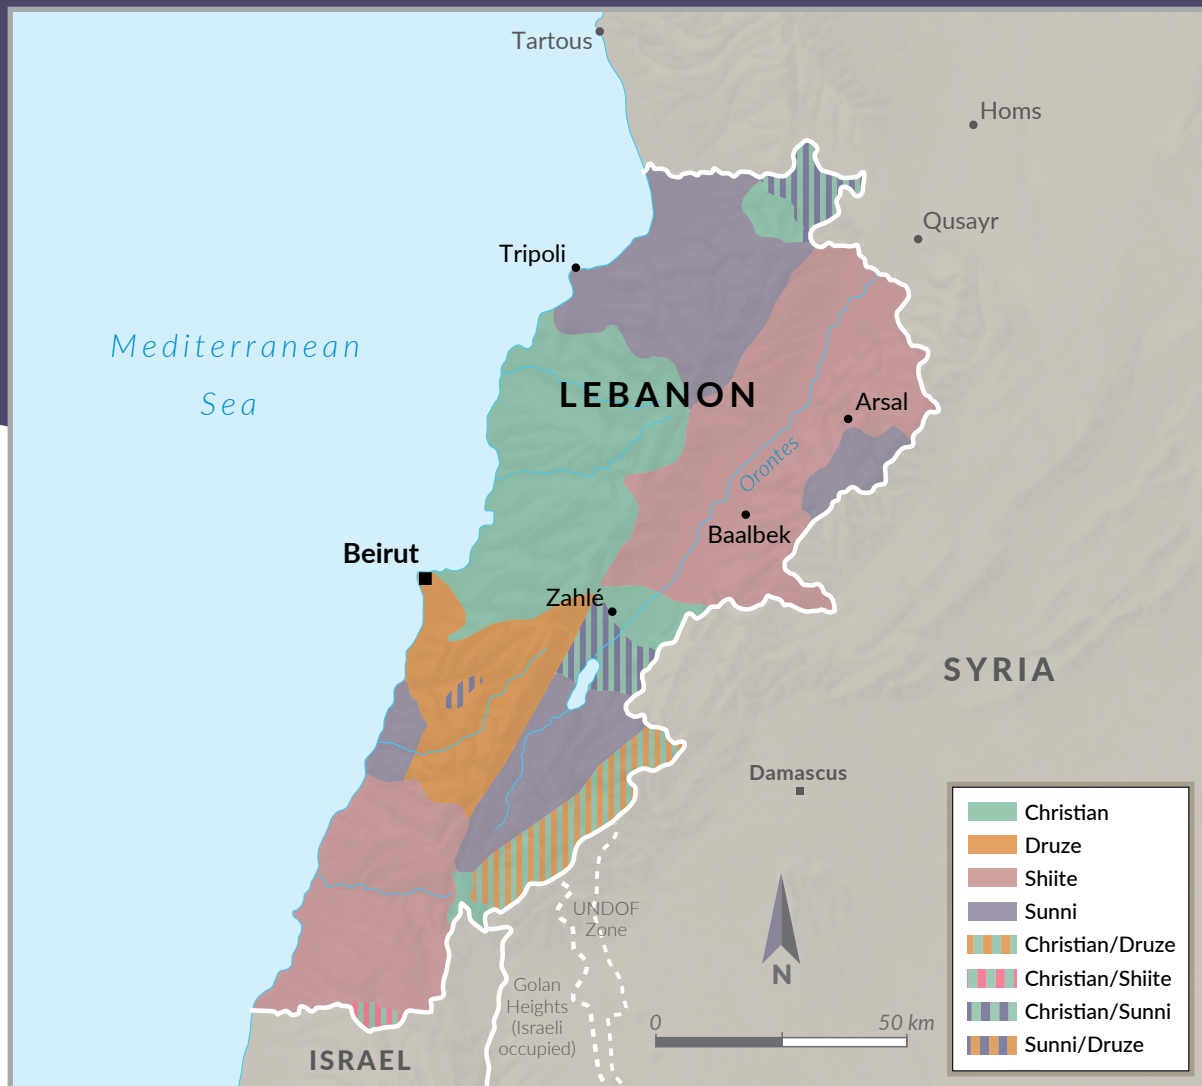 Tartous
Homs
Qusayr
Tripoli
Mediterranean
Sea
LEBANON
Arsal
Orontes
Baalbek
Beirut
Zahlé
SYRIA
Damascus
UNDOF
Zone
Golan
Heights
(Israeli
occupied)
ISRAEL
N
0
50 km
Christian
Druze
Shiite
Sunni
Christian/Druze
Christian/Shiite
Christian/Sunni
Sunni/Druze